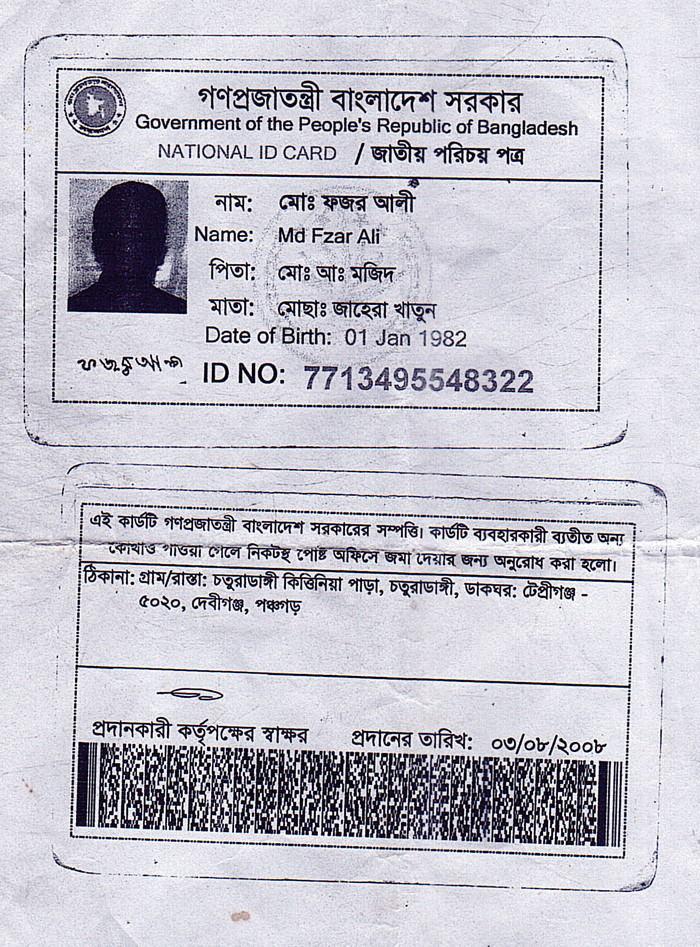 গণপ্রজাতন্ত্রী বাংলাদেশ সরকার
Government of the People's Republic of Bangladesh
NATIONAL ID CARD / জাতীয় পরিচয় পত্র
নাম: মোঃ ফজর আলী
Name: Md Fzar Ali
পিতা: মোঃ আঃ মজিদ
মাতা: মোছাঃ জাহেরা খাতুন
Date of Birth: 01 Jan 1982
ID NO: 7713495548322
এই কার্ডটি গণপ্রজাতন্ত্রী বাংলাদেশ সরকারের সম্পত্তি। কার্ডটি ব্যবহারকারী ব্যতীত অন্য
কোথাও পাওয়া গেলে নিকটস্থ পোষ্ট অফিসে জমা দেয়ার জন্য অনুরোধ করা হলো।
ঠিকানা: গ্রাম/রাস্তা: চতুরাডাঙ্গী কিত্তিনিয়া পাড়া, চতুরাডাঙ্গী, ডাকঘর: টেপ্রীগঞ্জ -
৫০২০, দেবীগঞ্জ, পঞ্চগড়
প্রদানকারী কর্তৃপক্ষের স্বাক্ষর প্রদানের তারিখ: ০৩/০৮/২০০৮